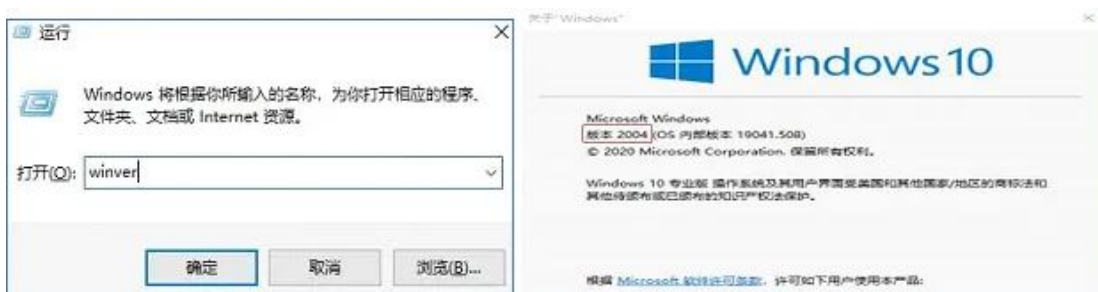 运行
Windows 将根据你所输入的名称，为你打开相应的程序、
文件夹、文档或 Internet 资源。
打开(O): winver
确定 取消 浏览(B)...
关于"Windows"
Windows 10
Microsoft Windows
版本 2004 (OS 内部版本 19041.508)
© 2020 Microsoft Corporation. 保留所有权利。
Windows 10 专业版 操作系统及其用户界面受美国和其他国家/地区的商标法和
其他待颁布或已颁布的知识产权法保护。
根据 Microsoft 软件许可条款，许可如下用户使用本产品: